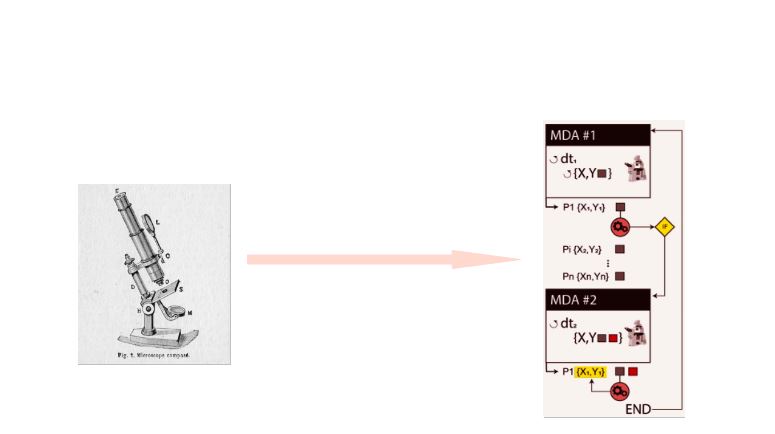 E
L
C
O
D
S
H
M
Fig. 1. Microscope composé.
MDA #1
dt₁
{X,Y }
P1 {X₁,Y₁}
IF
Pi {X₂,Y₂}
⋮
Pn {Xn,Yn}
MDA #2
dt₂
{X,Y }
P1 {X₁,Y₁}
END